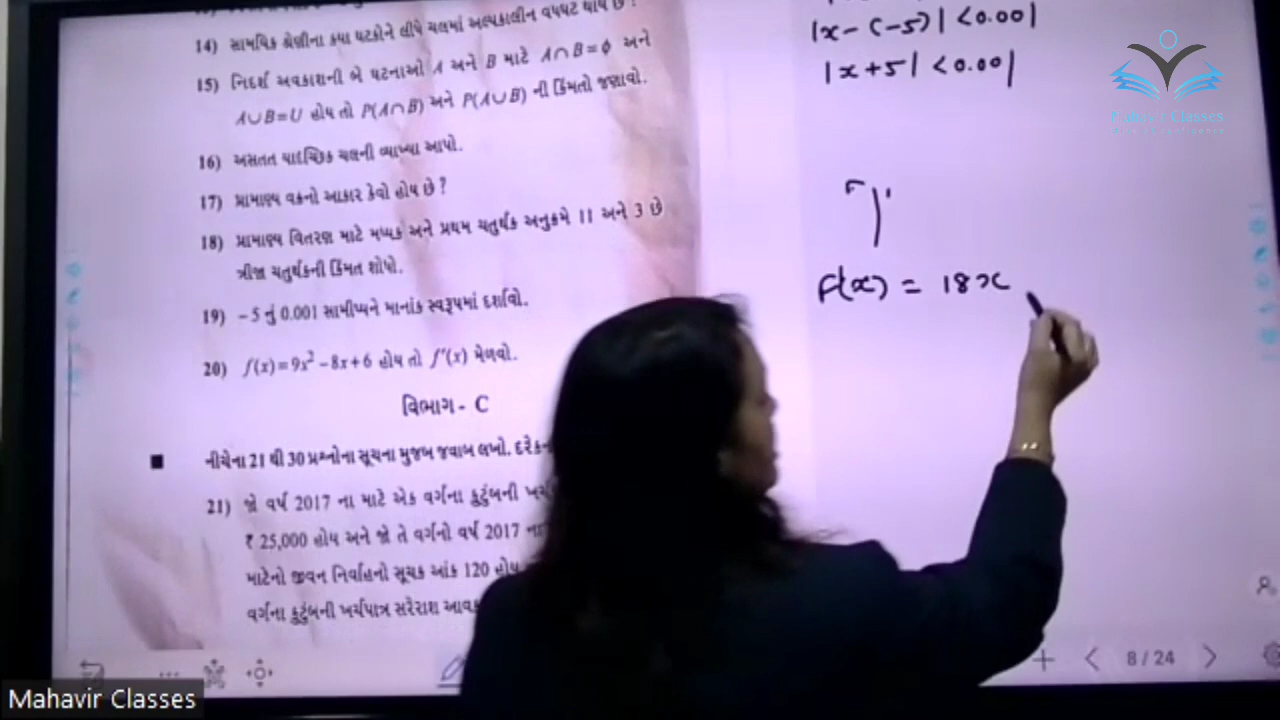 14) સામયિક શ્રેણીના કયા ઘટકોને લીધે ચલમાં અલ્પકાલીન વધઘટ થાય છે ?
15) નિદર્શ અવકાશની બે ઘટનાઓ A અને B માટે A∩B=ϕ અને
A∪B=U હોય તો P(A∩B) અને P(A∪B) ની કિંમતો જણાવો.
16) અસતત યાદચ્છિક ચલની વ્યાખ્યા આપો.
17) પ્રામાણ્ય વક્રનો આકાર કેવો હોય છે ?
18) પ્રામાણ્ય વિતરણ માટે મધ્યક અને પ્રથમ ચતુર્થક અનુક્રમે 11 અને 3 છે
ત્રીજા ચતુર્થકની કિંમત શોધો.
19) −5 નું 0.001 સામીપ્યને માનાંક સ્વરૂપમાં દર્શાવો.
20) f(x)=9x²−8x+6 હોય તો f'(x) મેળવો.
વિભાગ - C
■ નીચેના 21 થી 30 પ્રશ્નોના સૂચના મુજબ જવાબ લખો.
21) જો વર્ષ 2017 ના માટે એક વર્ગના કુટુંબની
₹ 25,000 હોય અને જો તે વર્ગનો વર્ષ 2017
માટેનો જીવન નિર્વાહનો સૂચક આંક 120 હોય
વર્ગના કુટુંબની ખર્ચપાત્ર સરેરાશ
|x-(-5)| <0.001
|x+5| <0.001
f'(x) = 18x
Mahavir Classes
8/24
Mahavir Classes